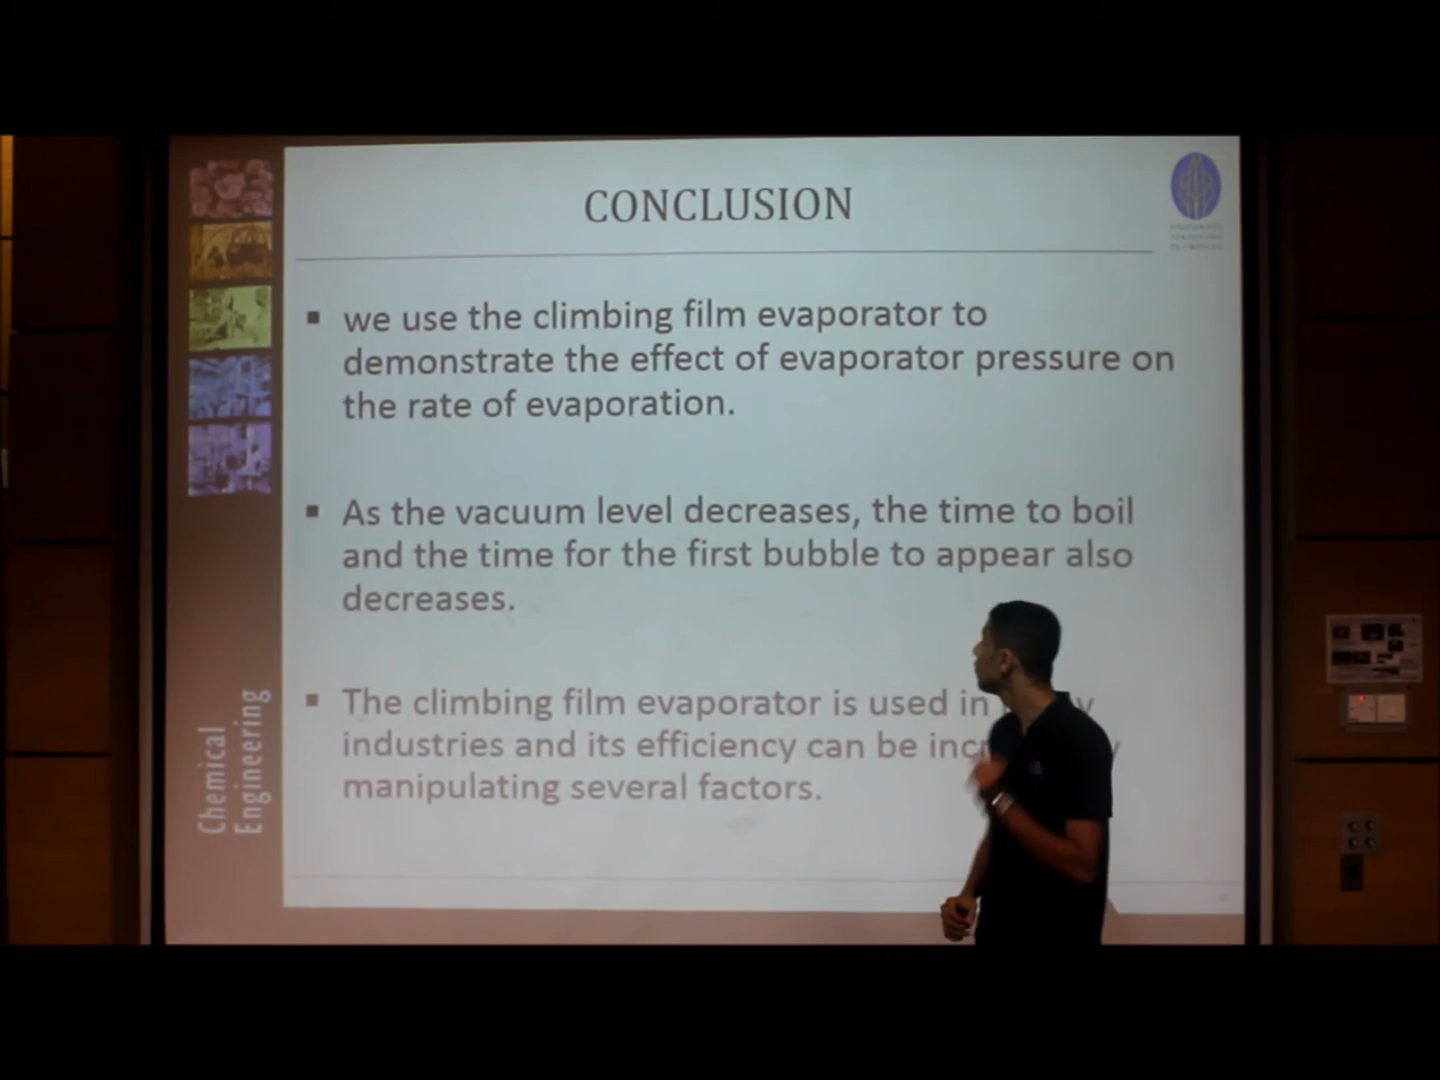 CONCLUSION
▪ we use the climbing film evaporator to
demonstrate the effect of evaporator pressure on
the rate of evaporation.
▪ As the vacuum level decreases, the time to boil
and the time for the first bubble to appear also
decreases.
▪ The climbing film evaporator is used in
industries and its efficiency can be
manipulating several factors.
Chemical
Engineering